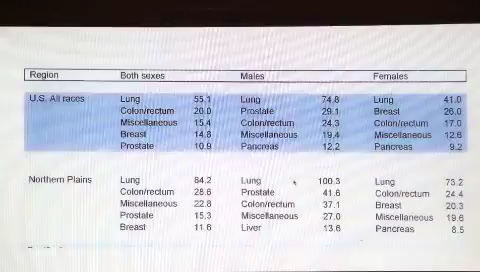 Region Both sexes Males Females
U.S. All races Lung 55.1 Lung 74.8 Lung 41.0
Colon/rectum 20.0 Prostate 29.1 Breast 26.0
Miscellaneous 15.4 Colon/rectum 24.3 Colon/rectum 17.0
Breast 14.8 Miscellaneous 19.4 Miscellaneous 12.6
Prostate 10.9 Pancreas 12.2 Pancreas 9.2
Northern Plains Lung 84.2 Lung 100.3 Lung 73.2
Colon/rectum 28.6 Prostate 41.6 Colon/rectum 24.4
Miscellaneous 22.8 Colon/rectum 37.1 Breast 20.3
Prostate 15.3 Miscellaneous 27.0 Miscellaneous 19.6
Breast 11.6 Liver 13.6 Pancreas 8.5